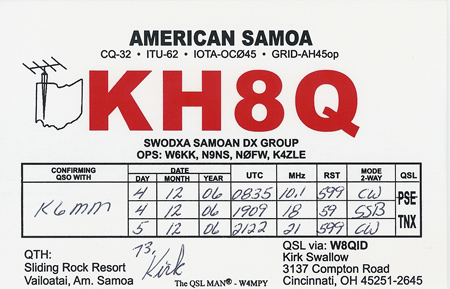 AMERICAN SAMOA
CQ-32 • ITU-62 • IOTA-OCØ45 • GRID-AH45op
KH8Q
SWODXA SAMOAN DX GROUP
OPS: W6KK, N9NS, NØFW, K4ZLE
CONFIRMING QSO WITH DATE DAY MONTH YEAR UTC MHz RST MODE 2-WAY QSL
K6MM 4 12 06 0835 10.1 599 CW PSE
4 12 06 1909 18 59 SSB TNX
5 12 06 2122 21 599 CW
QTH:
Sliding Rock Resort
Vailoatai, Am. Samoa
73, Kirk
The QSL MAN® - W4MPY
QSL via: W8QID
Kirk Swallow
3137 Compton Road
Cincinnati, OH 45251-2645